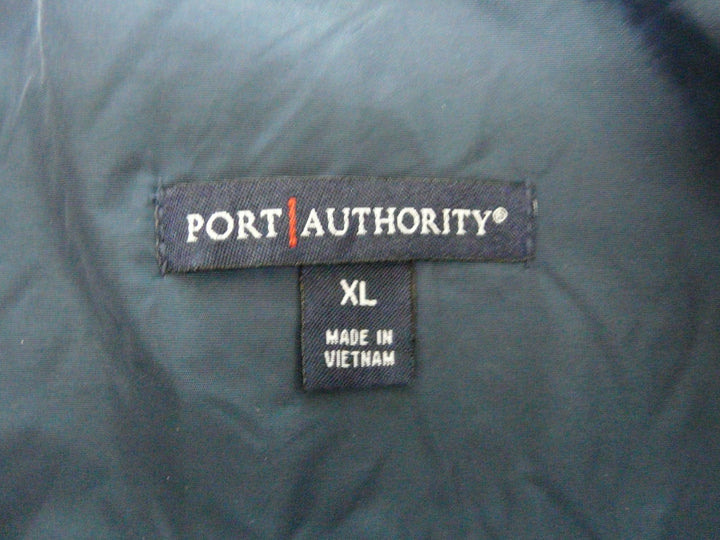 PORT AUTHORITY®
XL
MADE IN
VIETNAM